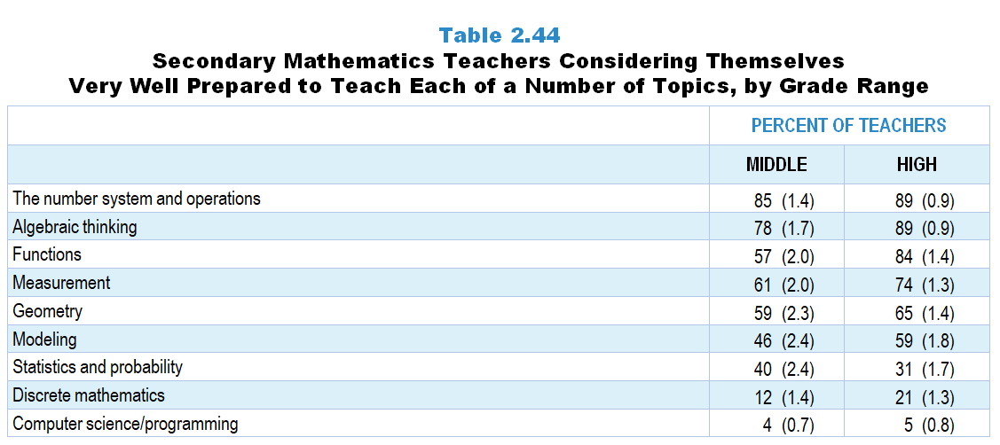 Table 2.44
Secondary Mathematics Teachers Considering Themselves
Very Well Prepared to Teach Each of a Number of Topics, by Grade Range
PERCENT OF TEACHERS
MIDDLE HIGH
The number system and operations 85 (1.4) 89 (0.9)
Algebraic thinking 78 (1.7) 89 (0.9)
Functions 57 (2.0) 84 (1.4)
Measurement 61 (2.0) 74 (1.3)
Geometry 59 (2.3) 65 (1.4)
Modeling 46 (2.4) 59 (1.8)
Statistics and probability 40 (2.4) 31 (1.7)
Discrete mathematics 12 (1.4) 21 (1.3)
Computer science/programming 4 (0.7) 5 (0.8)